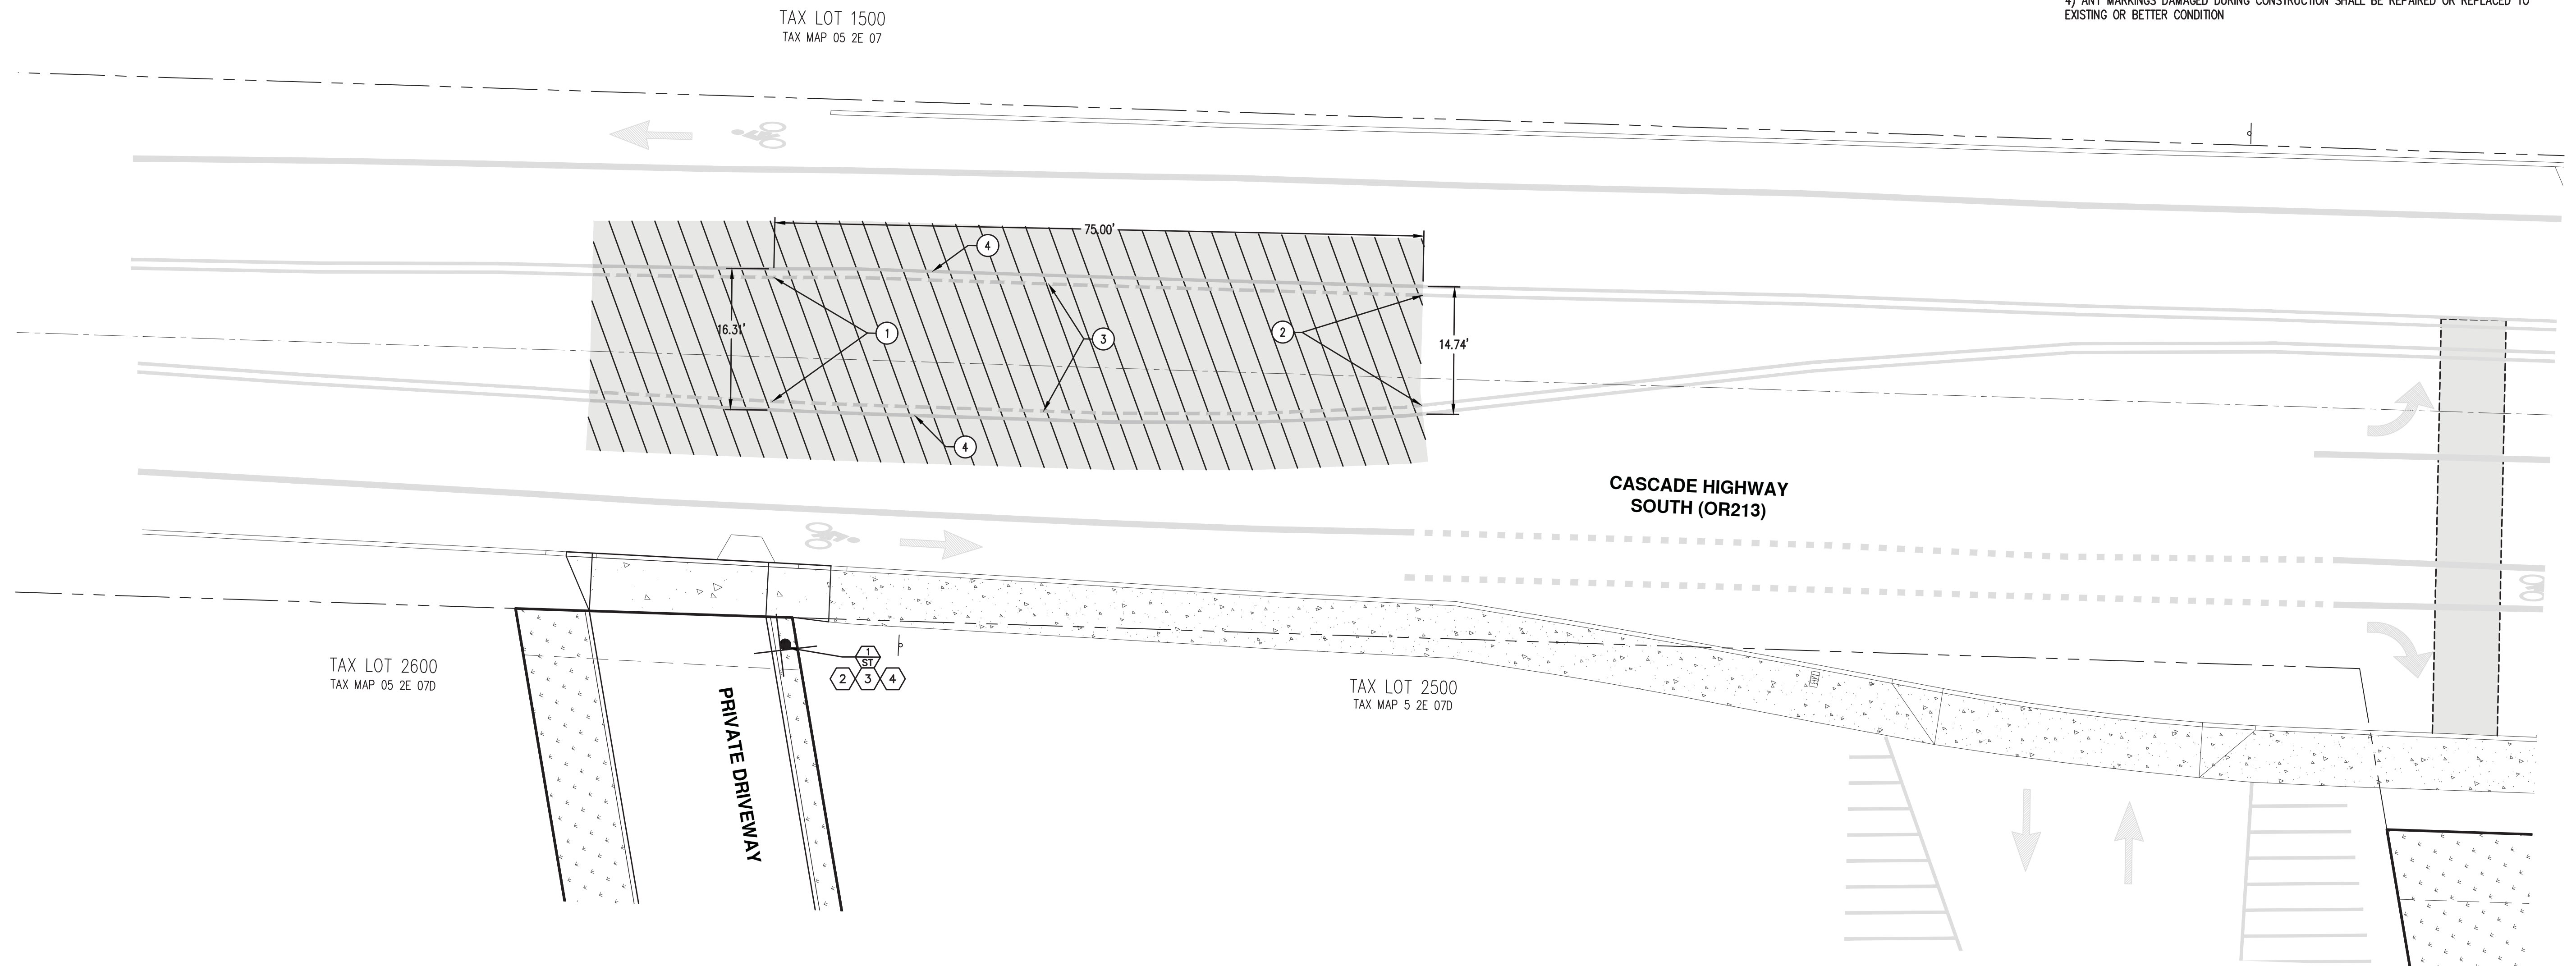 4) ANY MARKINGS DAMAGED DURING CONSTRUCTION SHALL BE REPAIRED OR REPLACED TO
EXISTING OR BETTER CONDITION
TAX LOT 1500
TAX MAP 05 2E 07
75.00'
4
16.31'
1
3
2
14.74'
4
CASCADE HIGHWAY
SOUTH (OR213)
1
ST
2 3 4
TAX LOT 2600
TAX MAP 05 2E 07D
PRIVATE DRIVEWAY
TAX LOT 2500
TAX MAP 5 2E 07D